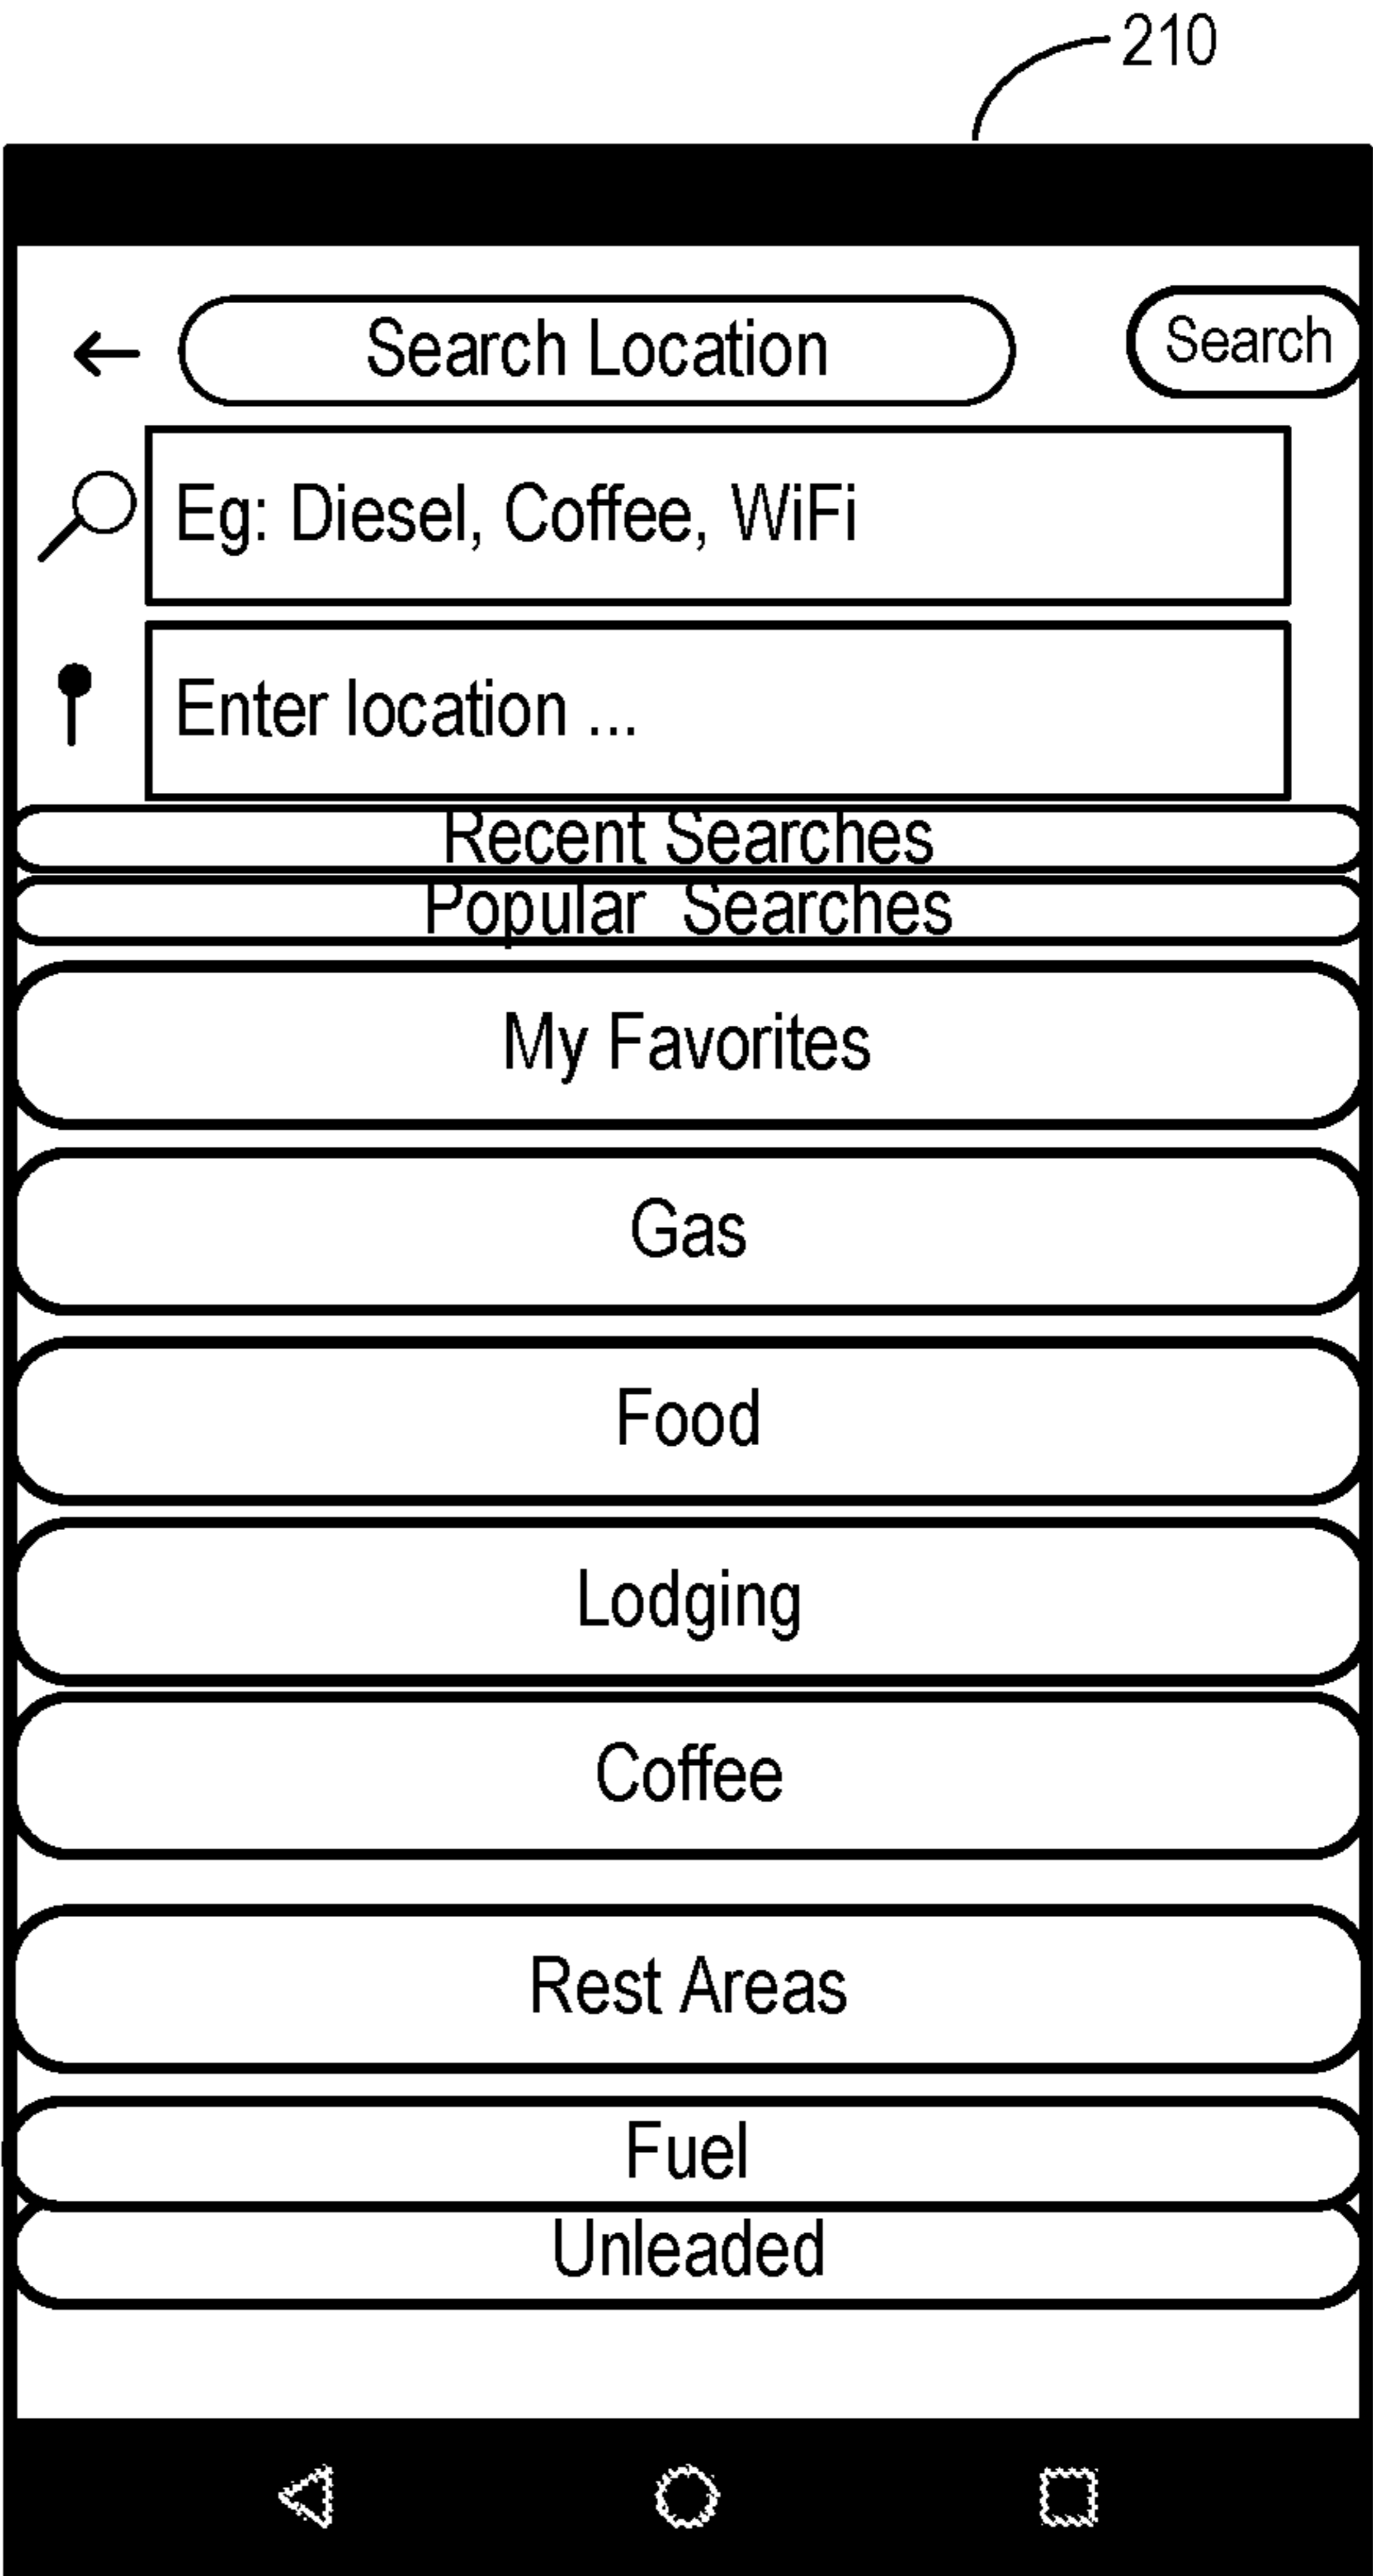 210
Search Location
Search
Eg: Diesel, Coffee, WiFi
Enter location ...
Recent Searches
Popular Searches
My Favorites
Gas
Food
Lodging
Coffee
Rest Areas
Fuel
Unleaded